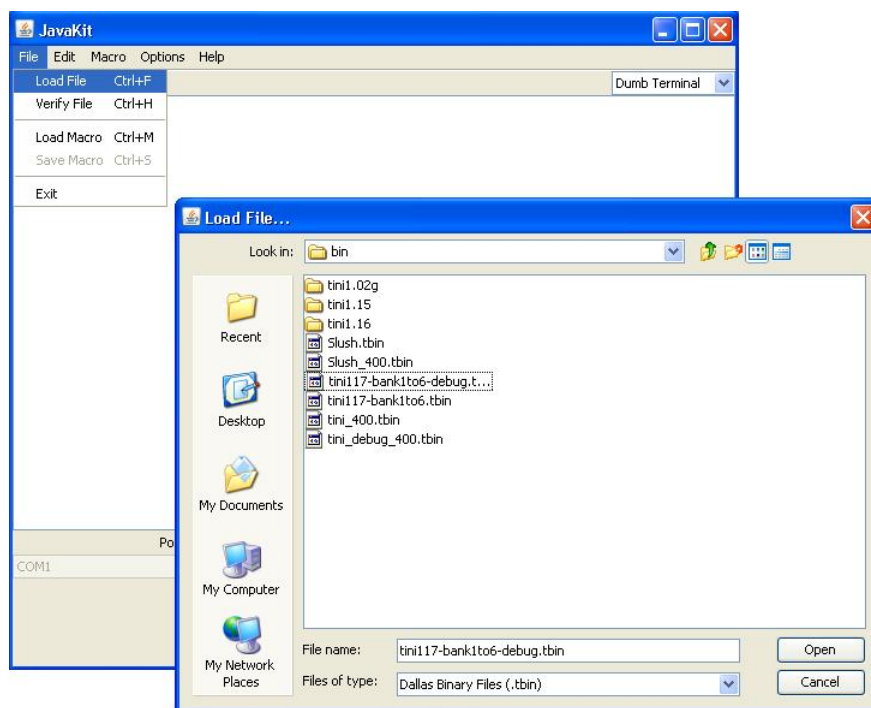 JavaKit
File Edit Macro Options Help
Load File Ctrl+F
Dumb Terminal
Verify File Ctrl+H
Load Macro Ctrl+M
Save Macro Ctrl+S
Exit
Load File...
Look in: bin
Recent
Desktop
My Documents
My Computer
My Network Places
tini1.02g
tini1.15
tini1.16
Slush.tbin
Slush_400.tbin
tini117-bank1to6-debug.t...
tini117-bank1to6.tbin
tini_400.tbin
tini_debug_400.tbin
Po
COM1
File name: tini117-bank1to6-debug.tbin Open
Files of type: Dallas Binary Files (.tbin) Cancel